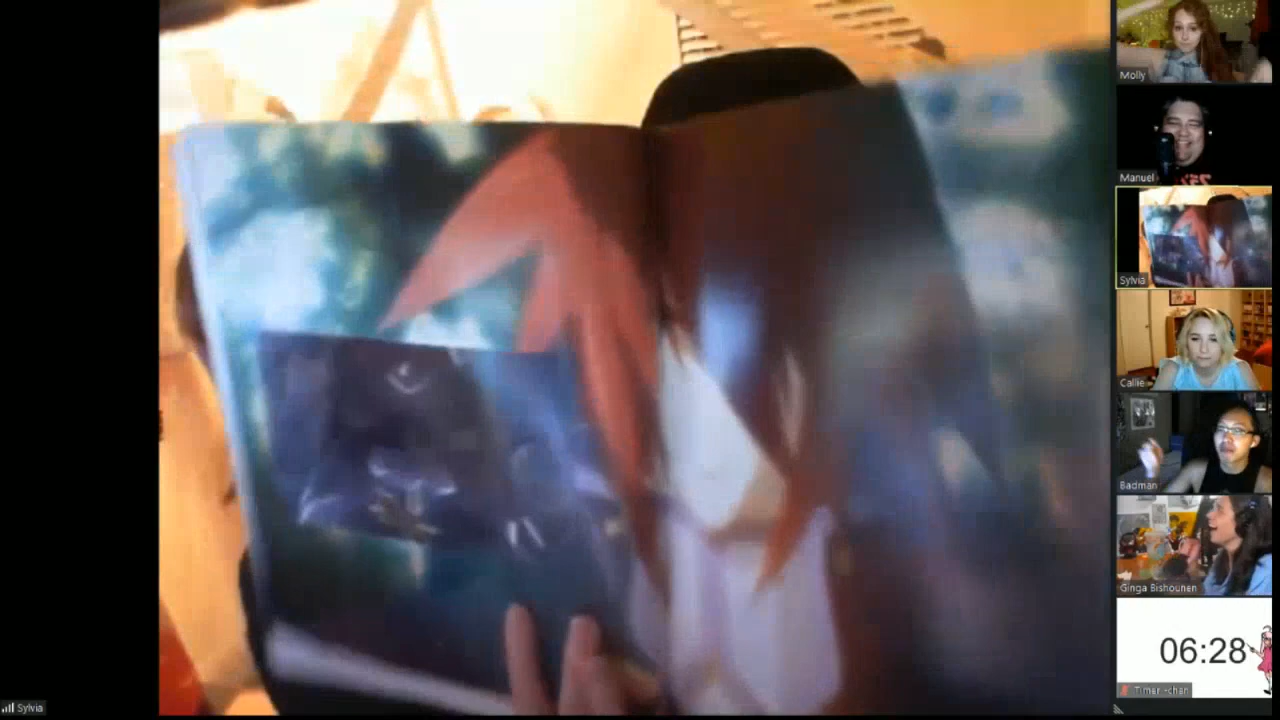 Molly
Manuel
Sylvia
Callie
Badman
Ginga Bishounen
06:28
Timer-chan
Sylvia